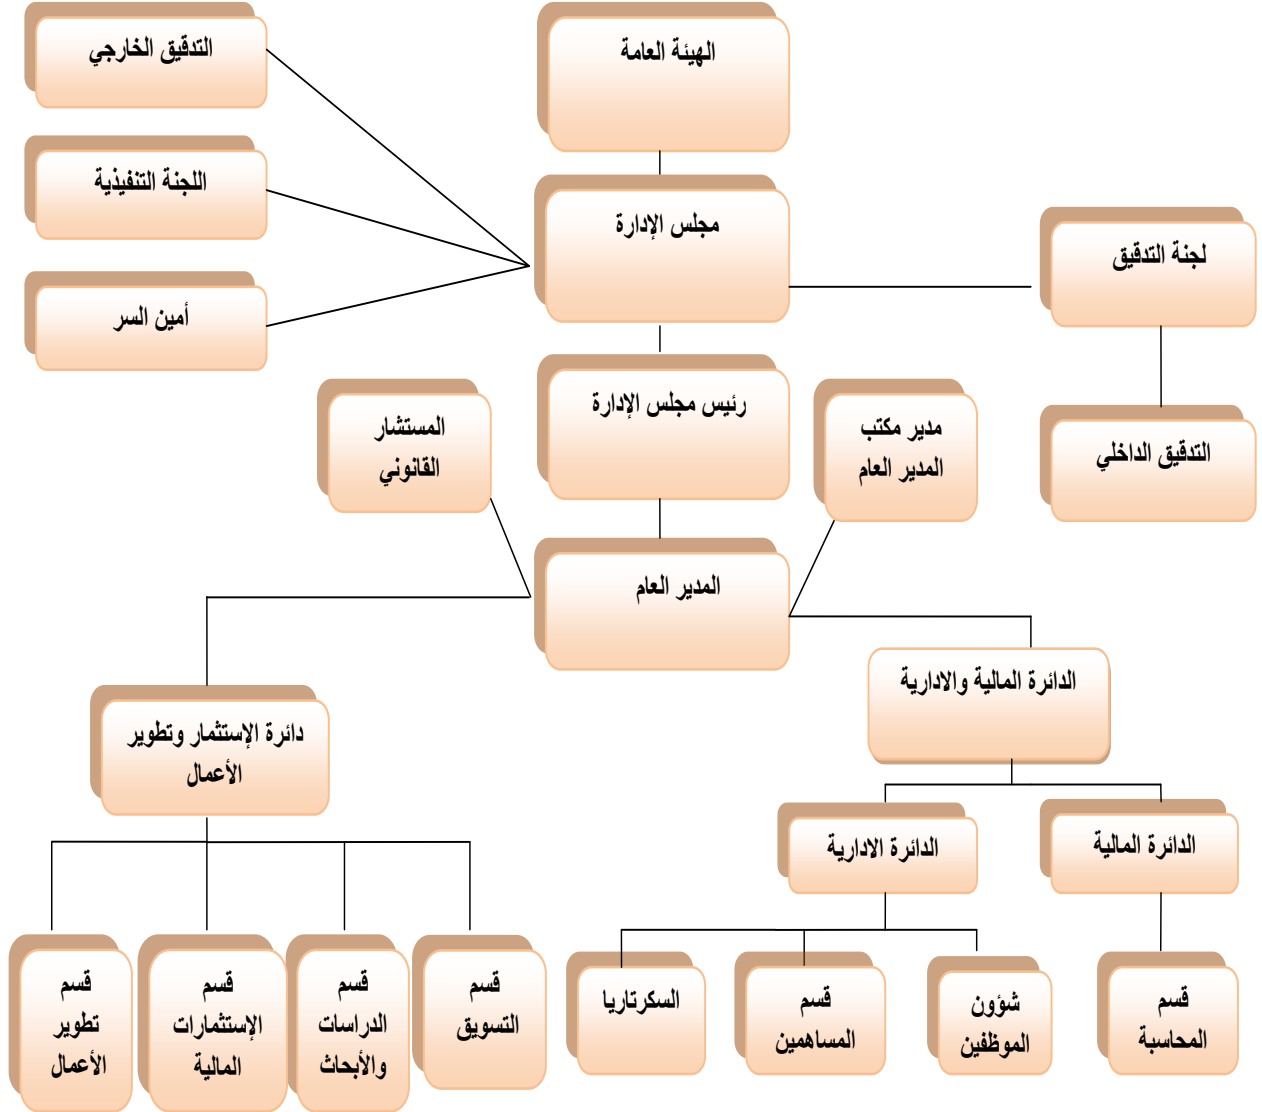 الهيئة العامة
التدقيق الخارجي
اللجنة التنفيذية
أمين السر
مجلس الإدارة
لجنة التدقيق
التدقيق الداخلي
رئيس مجلس الإدارة
مدير مكتب
المدير العام
المستشار
القانوني
المدير العام
الدائرة المالية والادارية
دائرة الإستثمار وتطوير
الأعمال
الدائرة المالية
الدائرة الادارية
قسم
المحاسبة
شؤون
الموظفين
قسم
المساهمين
السكرتاريا
قسم
التسويق
قسم
الدراسات
والأبحاث
قسم
الإستثمارات
المالية
قسم
تطوير
الأعمال